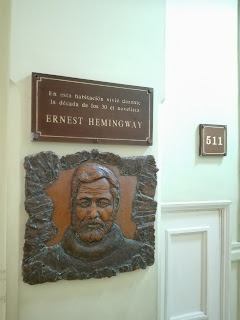 En esta habitación vivió durante
la década de los 30 el novelista
ERNEST HEMINGWAY
511